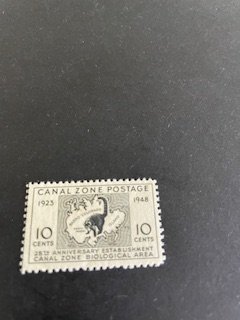 CANAL ZONE POSTAGE
1923 1948
10 10
CENTS CENTS
25TH ANNIVERSARY ESTABLISHMENT
CANAL ZONE BIOLOGICAL AREA